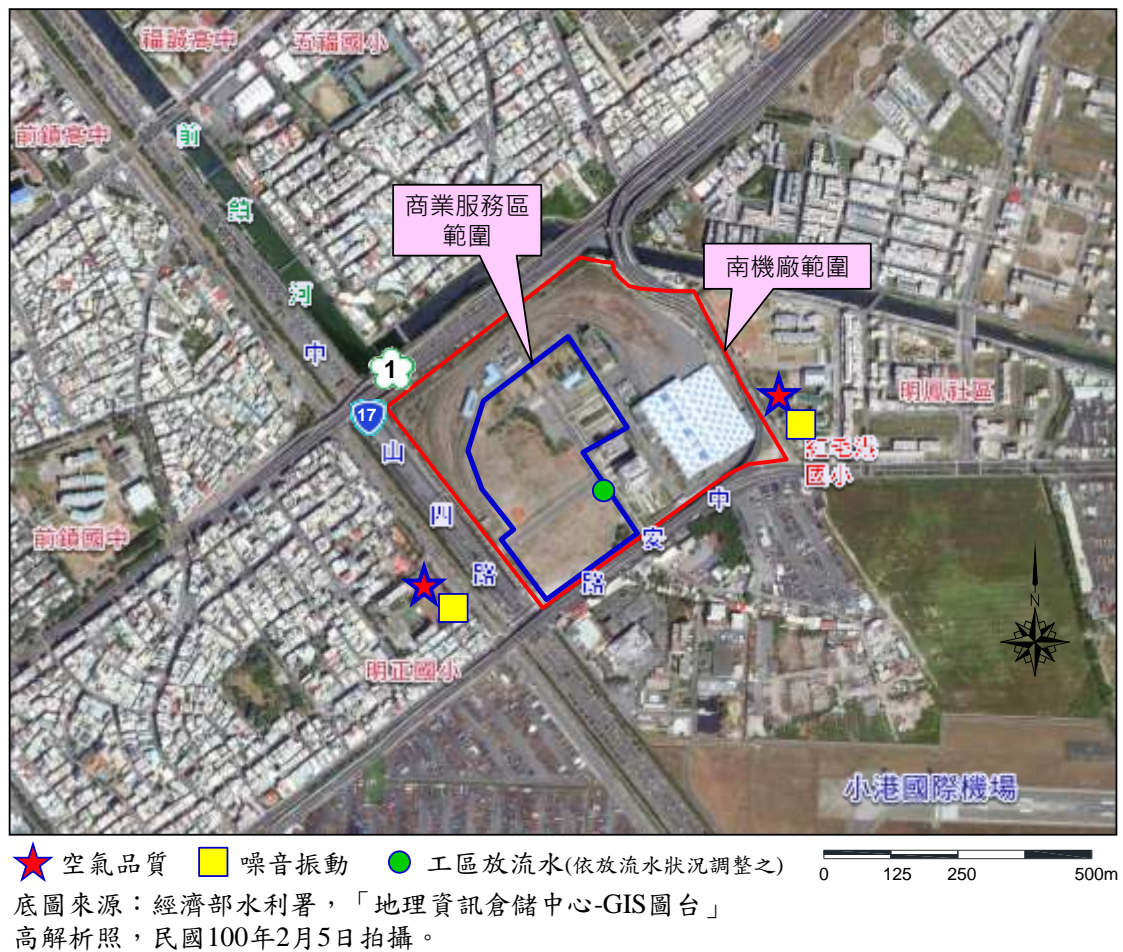 福誠高中
五福國小
前鎮高中
前
鎮
河
商業服務區
範圍
南機廠範圍
中
1
17
山
四
路
明鳳社區
紅毛港
國小
中
安
路
前鎮國中
明正國小
N
小港國際機場
空氣品質
噪音振動
工區放流水(依放流水狀況調整之)
0 125 250 500m
底圖來源：經濟部水利署，「地理資訊倉儲中心-GIS圖台」
高解析照，民國100年2月5日拍攝。